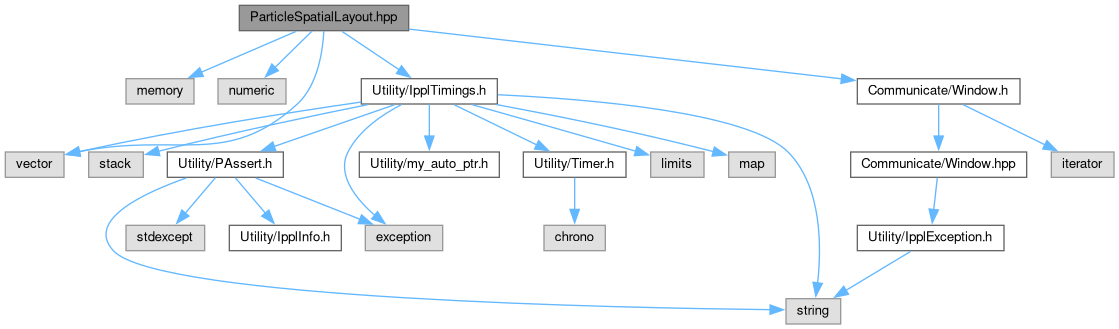 ParticleSpatialLayout.hpp
memory
numeric
Utility/IpplTimings.h
Communicate/Window.h
vector
stack
Utility/PAssert.h
Utility/my_auto_ptr.h
Utility/Timer.h
limits
map
Communicate/Window.hpp
iterator
stdexcept
Utility/IpplInfo.h
exception
chrono
Utility/IpplException.h
string